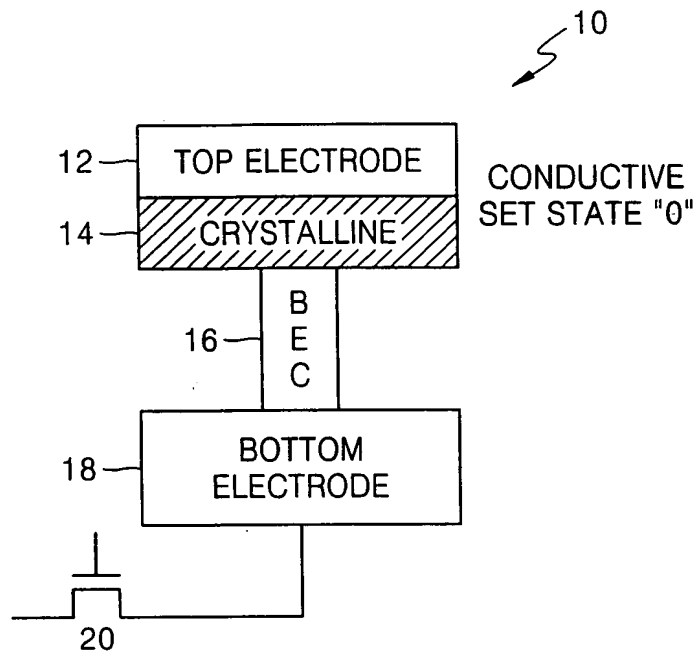 10
12
TOP ELECTRODE
CONDUCTIVE
SET STATE "0"
14
CRYSTALLINE
16
B
E
C
18
BOTTOM
ELECTRODE
20